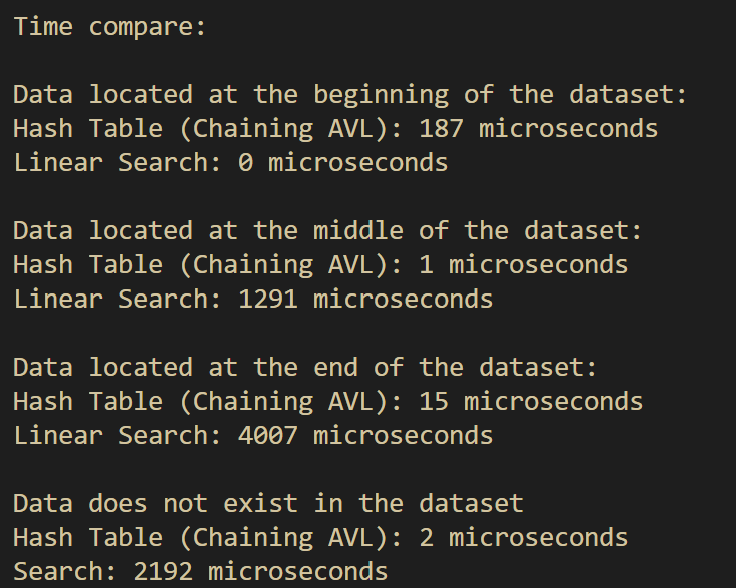 Time compare:
Data located at the beginning of the dataset:
Hash Table (Chaining AVL): 187 microseconds
Linear Search: 0 microseconds
Data located at the middle of the dataset:
Hash Table (Chaining AVL): 1 microseconds
Linear Search: 1291 microseconds
Data located at the end of the dataset:
Hash Table (Chaining AVL): 15 microseconds
Linear Search: 4007 microseconds
Data does not exist in the dataset
Hash Table (Chaining AVL): 2 microseconds
Search: 2192 microseconds